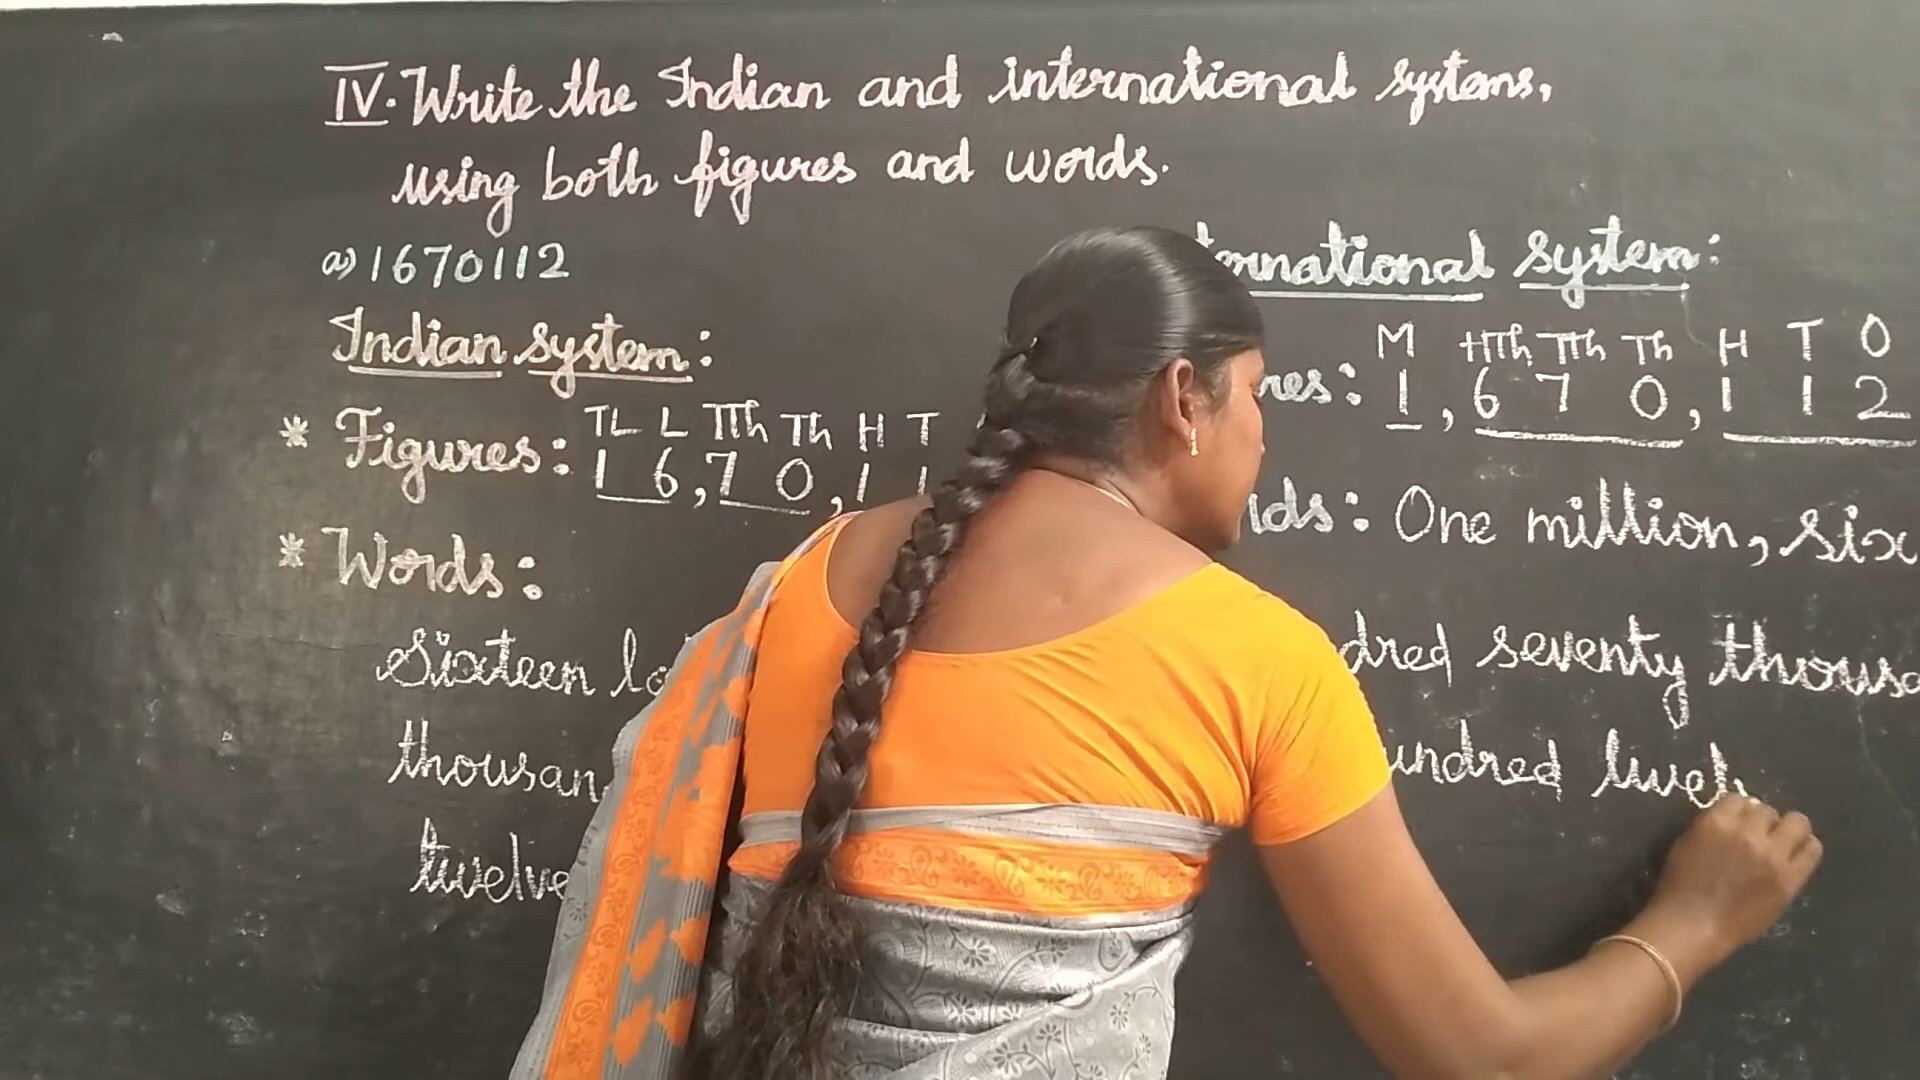 IV. Write the Indian and international systems,
using both figures and words.
a) 1670112
Indian system:
TL L TTh Th H T
* Figures: 1 6, 7 0, 1 1
* Words:
Sixteen
thousan
twelve
ernational system:
M HTh TTh Th H T O
res: 1, 6 7 0, 1 1 2
ds: One million, six
dred seventy thousa
undred twel